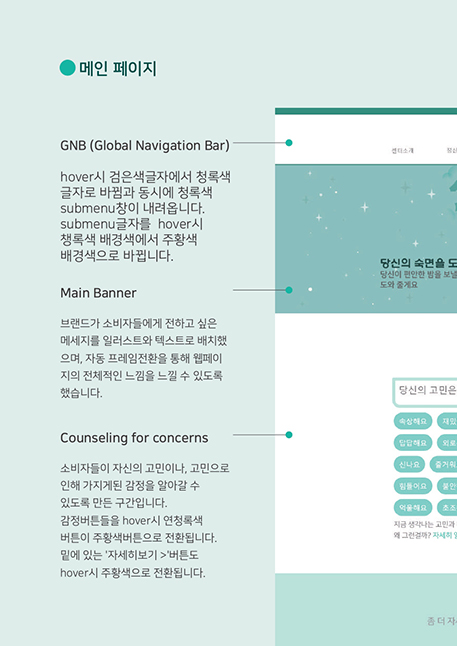 메인 페이지
GNB (Global Navigation Bar)
hover시 검은색글자에서 청록색
글자로 바뀜과 동시에 청록색
submenu창이 내려옵니다.
submenu글자를 hover시
챙록색 배경색에서 주황색
배경색으로 바뀝니다.
Main Banner
브랜드가 소비자들에게 전하고 싶은
메세지를 일러스트와 텍스트로 배치했
으며, 자동 프레임전환을 통해 웹페이
지의 전체적인 느낌을 느낄 수 있도록
했습니다.
Counseling for concerns
소비자들이 자신의 고민이나, 고민으로
인해 가지게된 감정을 알아갈 수
있도록 만든 구간입니다.
감정버튼들을 hover시 연청록색
버튼이 주황색버튼으로 전환됩니다.
밑에 있는 '자세히보기 >'버튼도
hover시 주황색으로 전환됩니다.
센터소개
당신의 숙면을 도
당신이 편안한 밤을 보낼
도와 줄게요
당신의 고민은
속상해요
답답해요 외로
신나요 즐거워
힘들어요 불안
억울해요 초조
지금 생각나는 고민과
왜 그런걸까? 자세히 알
좀 더 자세